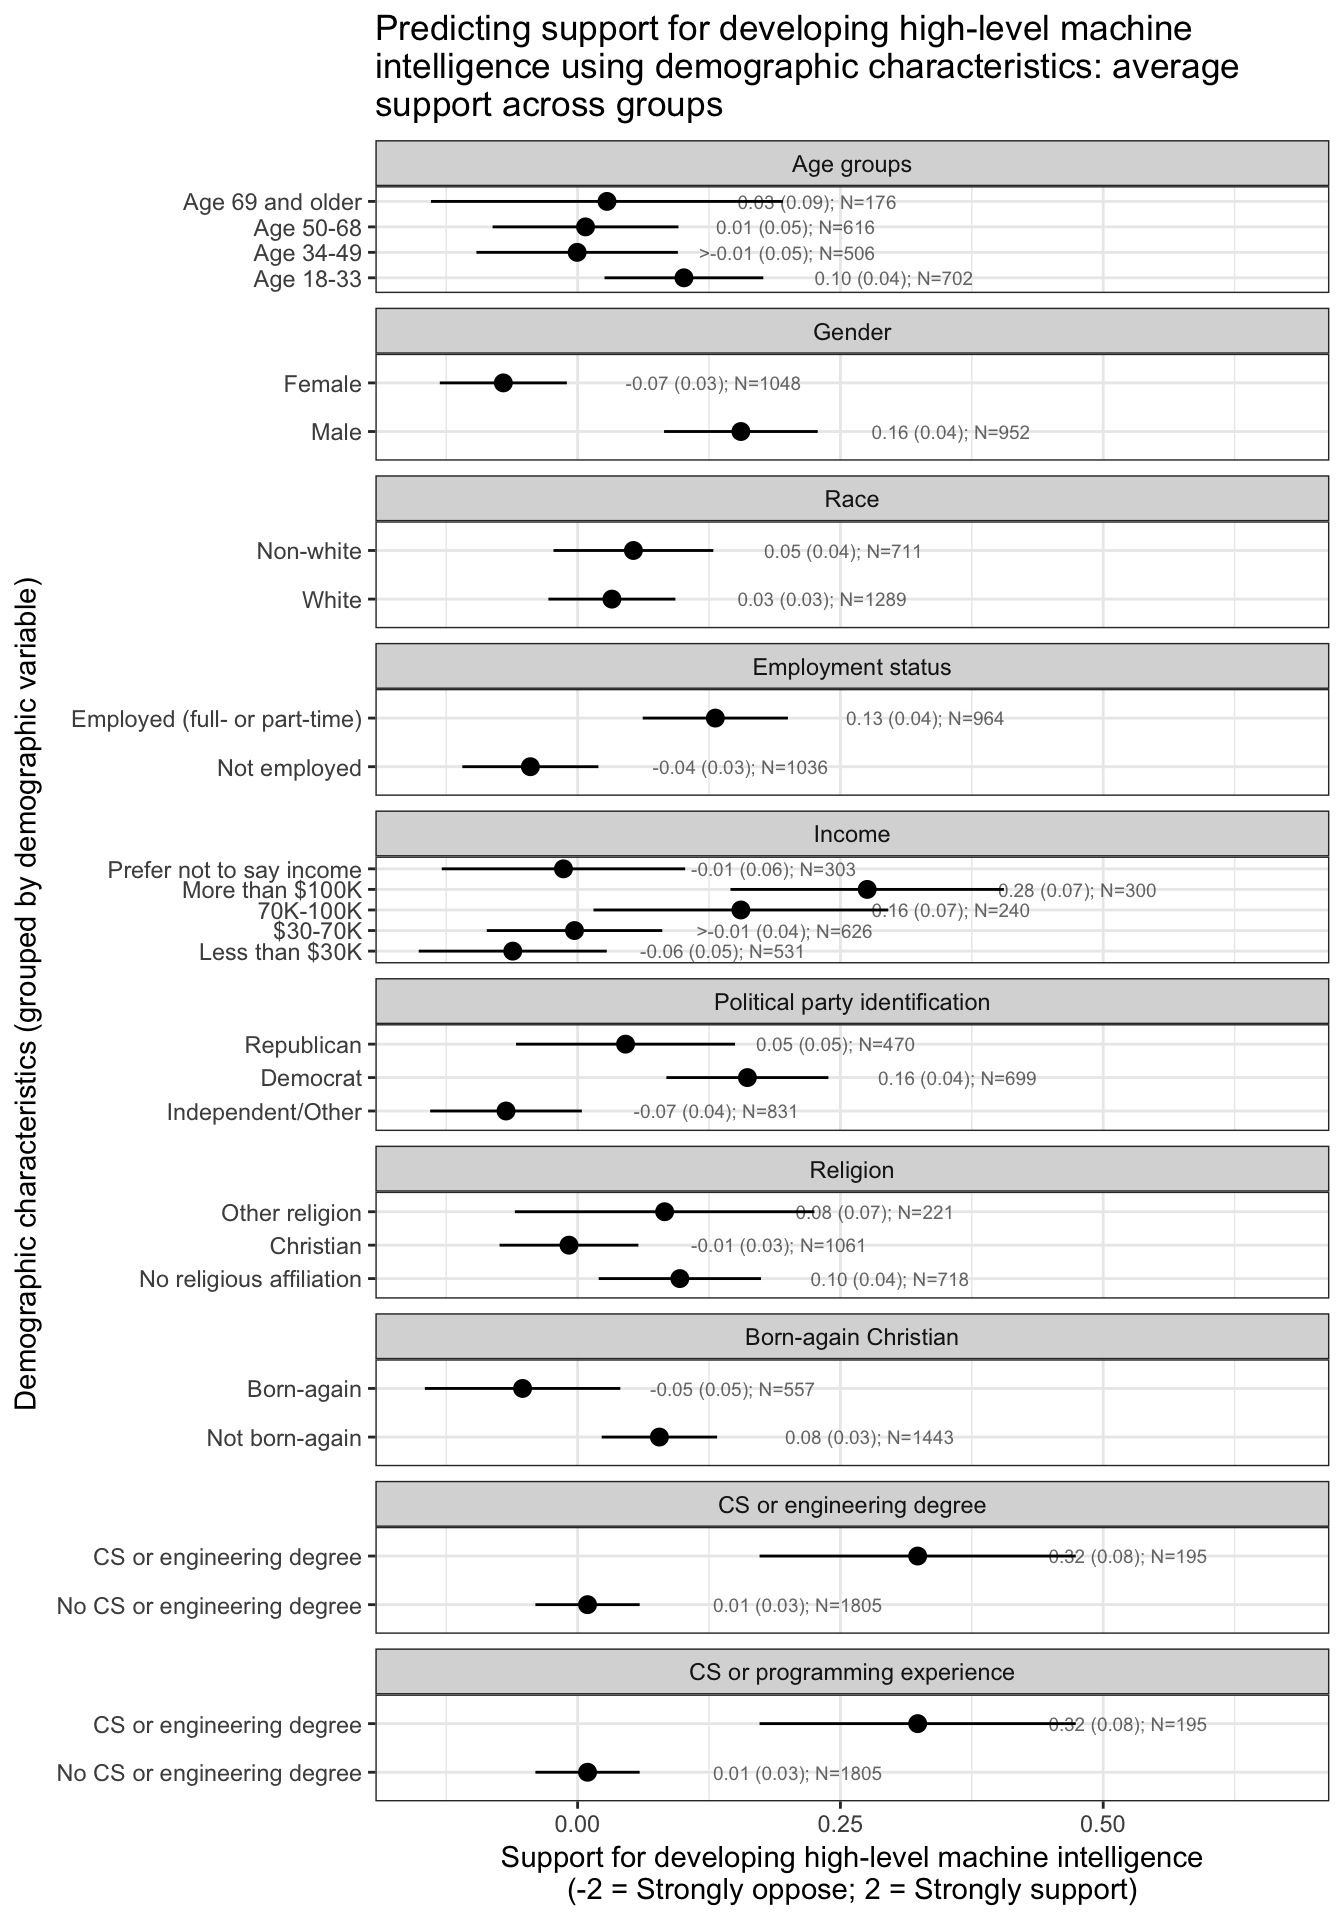 Predicting support for developing high-level machine
intelligence using demographic characteristics: average
support across groups
Demographic characteristics (grouped by demographic variable)
Age groups
Age 69 and older 0.03 (0.09); N=176
Age 50-68 0.01 (0.05); N=616
Age 34-49 >-0.01 (0.05); N=506
Age 18-33 0.10 (0.04); N=702
Gender
Female -0.07 (0.03); N=1048
Male 0.16 (0.04); N=952
Race
Non-white 0.05 (0.04); N=711
White 0.03 (0.03); N=1289
Employment status
Employed (full- or part-time) 0.13 (0.04); N=964
Not employed -0.04 (0.03); N=1036
Income
Prefer not to say income -0.01 (0.06); N=303
More than $100K 0.28 (0.07); N=300
70K-100K 0.16 (0.07); N=240
$30-70K >-0.01 (0.04); N=626
Less than $30K -0.06 (0.05); N=531
Political party identification
Republican 0.05 (0.05); N=470
Democrat 0.16 (0.04); N=699
Independent/Other -0.07 (0.04); N=831
Religion
Other religion 0.08 (0.07); N=221
Christian -0.01 (0.03); N=1061
No religious affiliation 0.10 (0.04); N=718
Born-again Christian
Born-again -0.05 (0.05); N=557
Not born-again 0.08 (0.03); N=1443
CS or engineering degree
CS or engineering degree 0.32 (0.08); N=195
No CS or engineering degree 0.01 (0.03); N=1805
CS or programming experience
CS or engineering degree 0.32 (0.08); N=195
No CS or engineering degree 0.01 (0.03); N=1805
0.00 0.25 0.50
Support for developing high-level machine intelligence
(-2 = Strongly oppose; 2 = Strongly support)